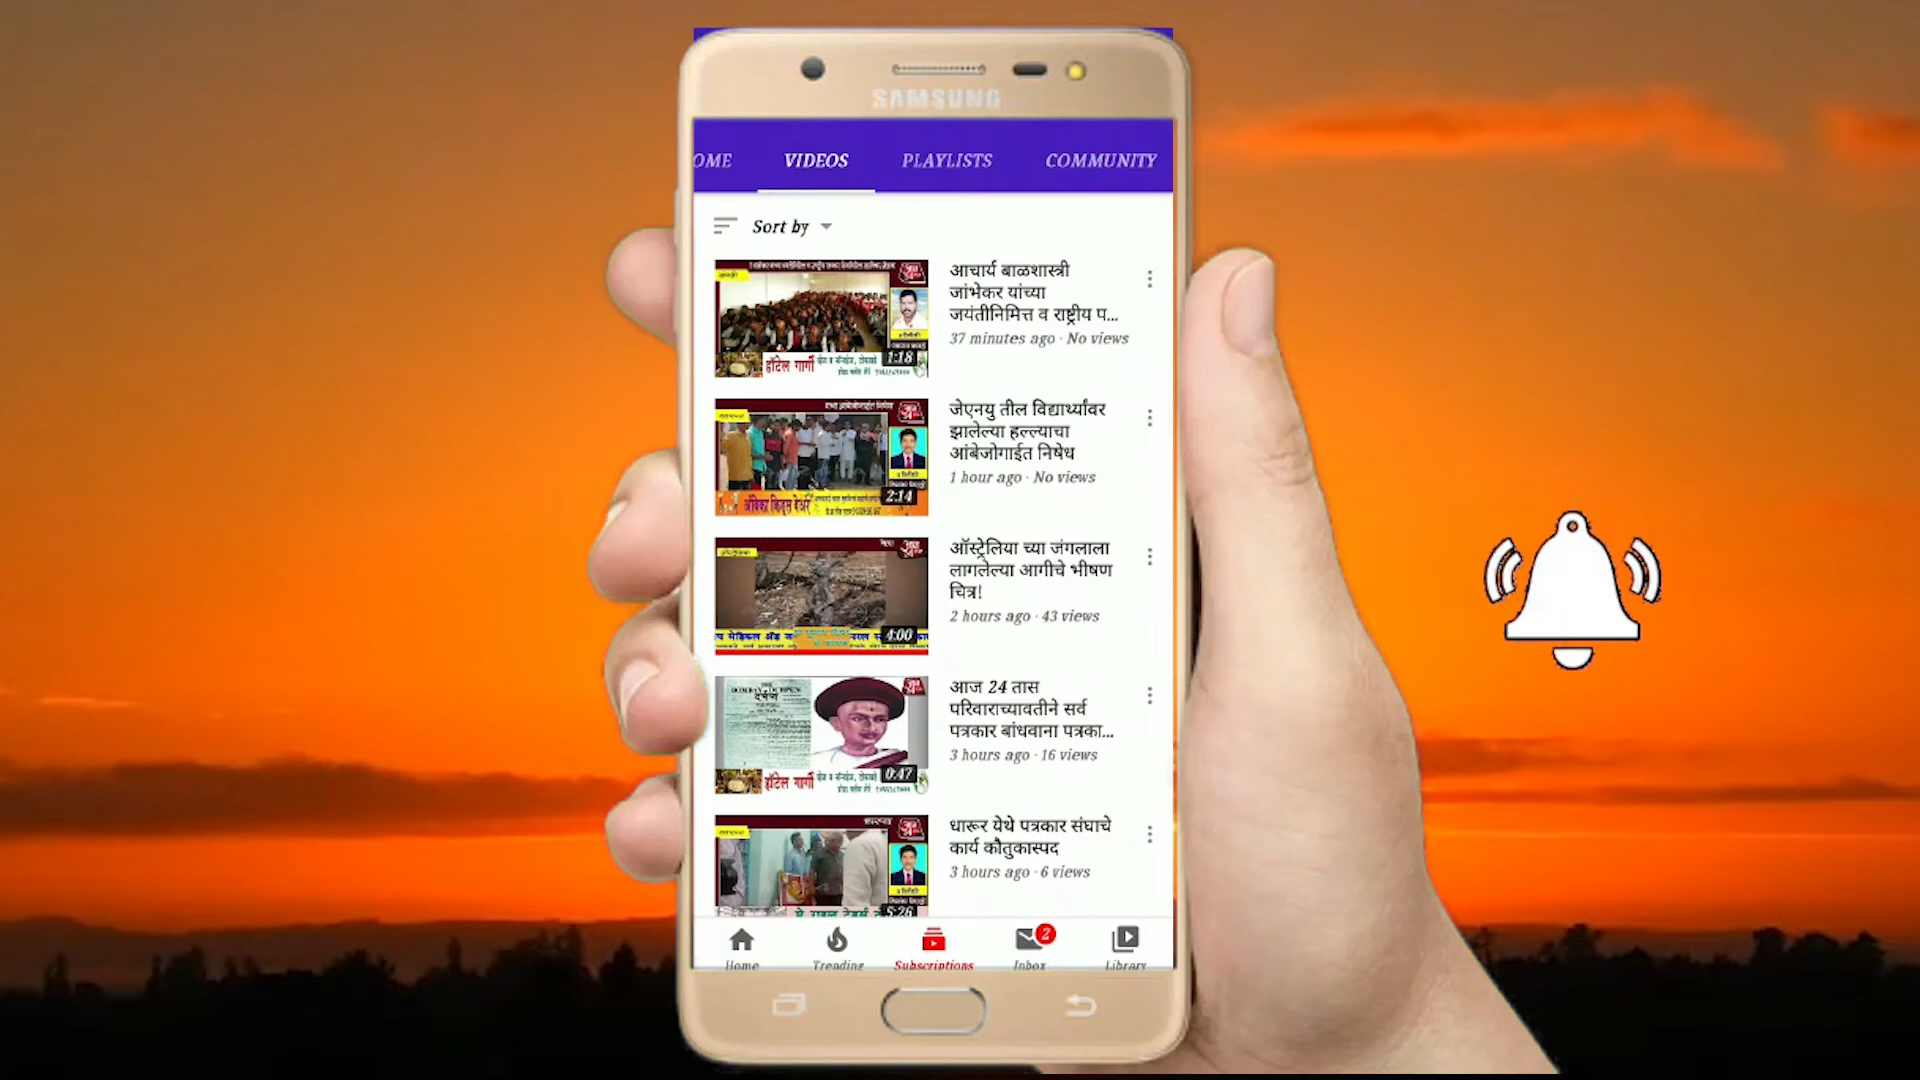 SAMSUNG
OME VIDEOS PLAYLISTS COMMUNITY
Sort by
आचार्य बाळशास्त्री
जांभेकर यांच्या
जयंतीनिमित्त व राष्ट्रीय प...
37 minutes ago · No views
हॉटेल गार्गी
1:18
जेएनयु तील विद्यार्थ्यांवर
झालेल्या हल्ल्याचा
आंबेजोगाईत निषेध
1 hour ago · No views
अंबिका किड्स वेअर
2:14
ऑस्ट्रेलिया च्या जंगलाला
लागलेल्या आगीचे भीषण
चित्र!
2 hours ago · 43 views
4:00
आज 24 तास
परिवाराच्यावतीने सर्व
पत्रकार बांधवाना पत्रका...
3 hours ago · 16 views
हॉटेल गार्गी
0:47
धारूर येथे पत्रकार संघाचे
कार्य कौतुकास्पद
3 hours ago · 6 views
5:26
2
Home Trending Subscriptions Inbox Library